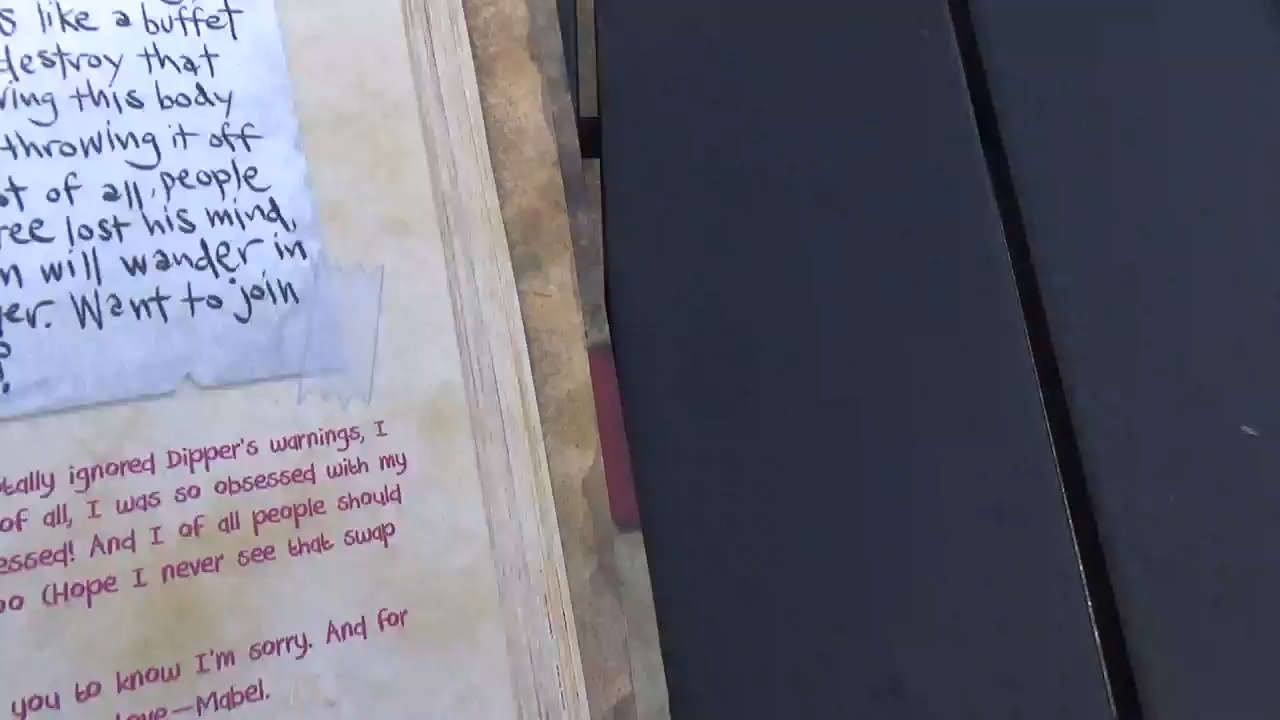 s like a buffet
destroy that
ving this body
throwing it off
st of all, people
ree lost his mind,
n will wander in
er. Want to join
?
tally ignored Dipper's warnings, I
of all, I was so obsessed with my
essed! And I of all people should
oo (Hope I never see that swap
you to know I'm sorry. And for
Love—Mabel.